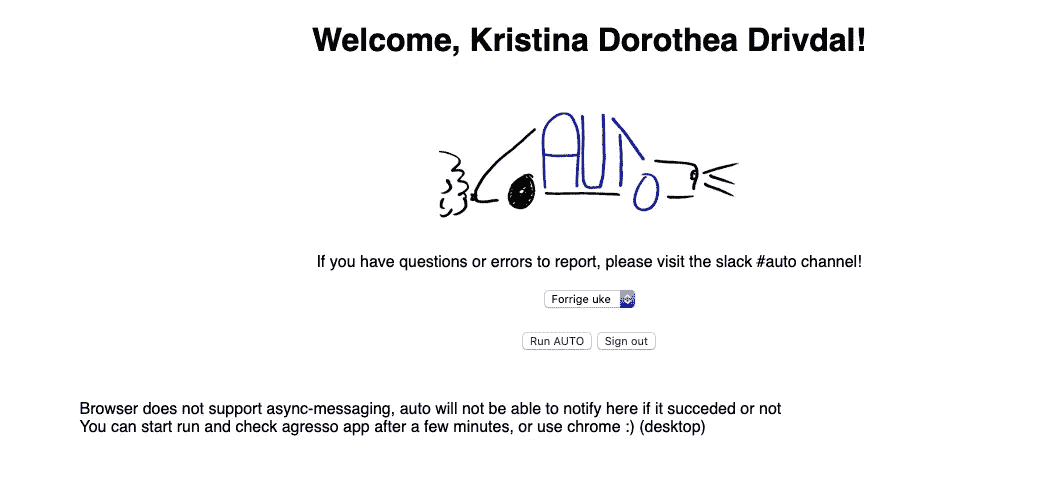 Welcome, Kristina Dorothea Drivdal!
AUTO
If you have questions or errors to report, please visit the slack #auto channel!
Forrige uke
Run AUTO Sign out
Browser does not support async-messaging, auto will not be able to notify here if it succeded or not
You can start run and check agresso app after a few minutes, or use chrome :) (desktop)